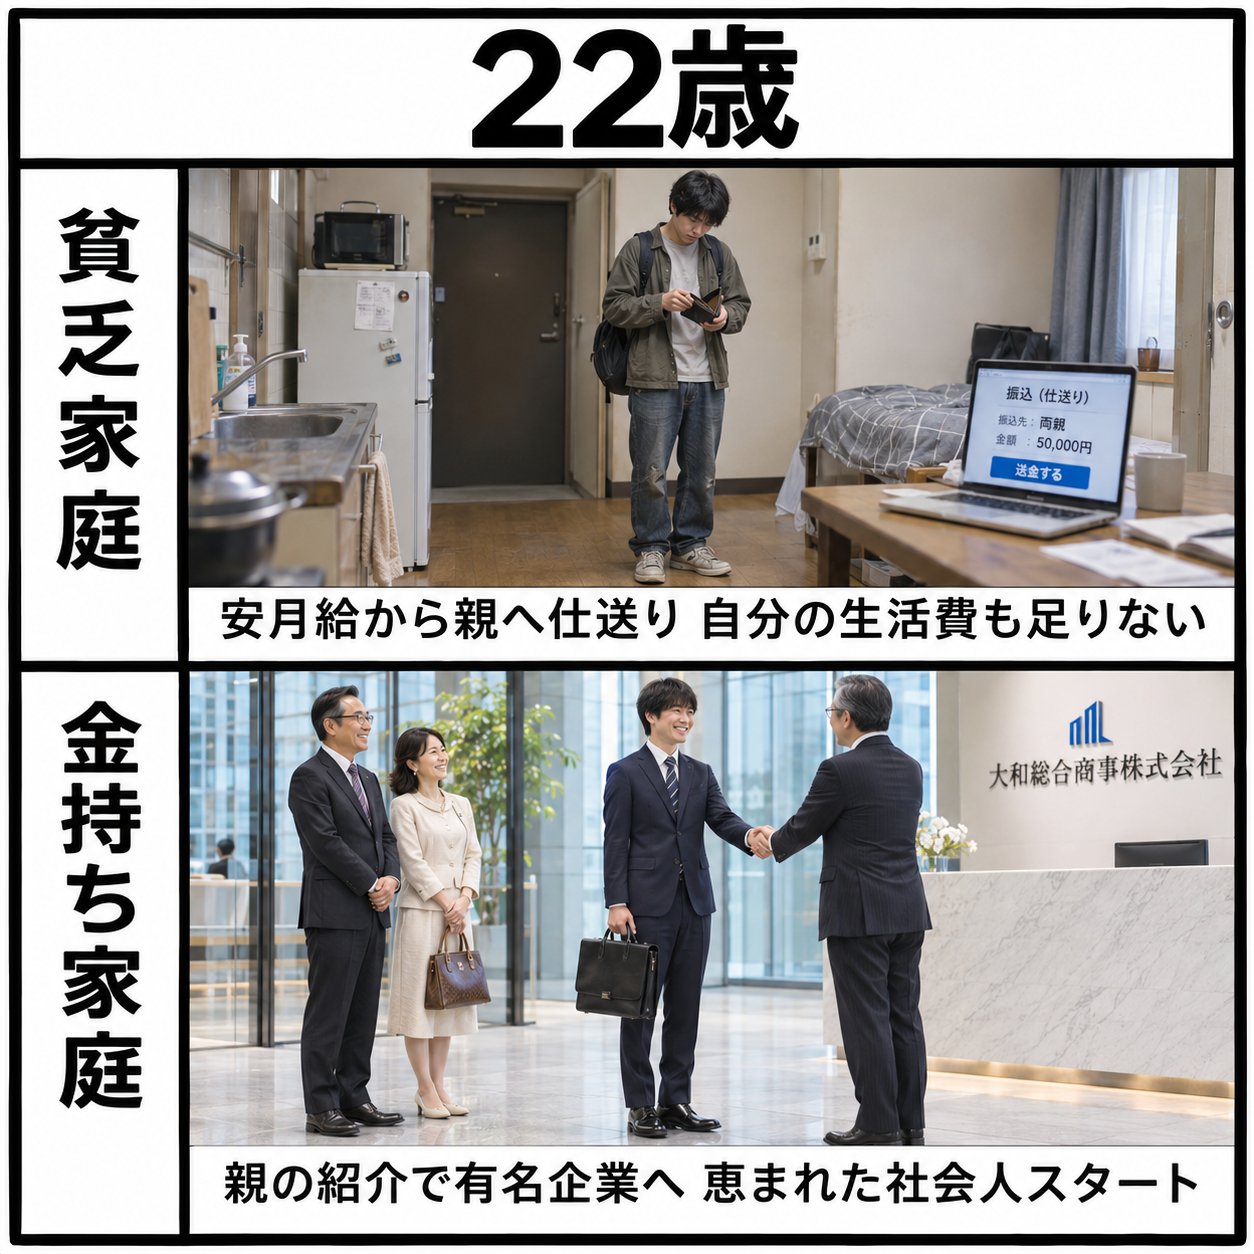 22歳
貧乏家庭
振込（仕送り）
振込先：両親
金額：50,000円
送金する
安月給から親へ仕送り 自分の生活費も足りない
金持ち家庭
大和総合商事株式会社
親の紹介で有名企業へ 恵まれた社会人スタート